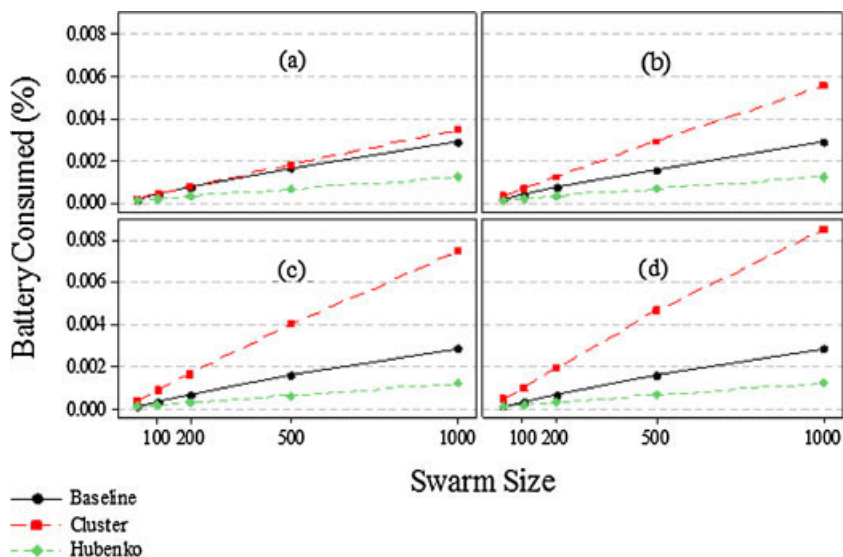 0.008
0.006
0.004
0.002
0.000
(a)
(b)
0.008
0.006
0.004
0.002
0.000
(c)
(d)
Battery Consumed (%)
100 200 500 1000
100 200 500 1000
Swarm Size
Baseline
Cluster
Hubenko